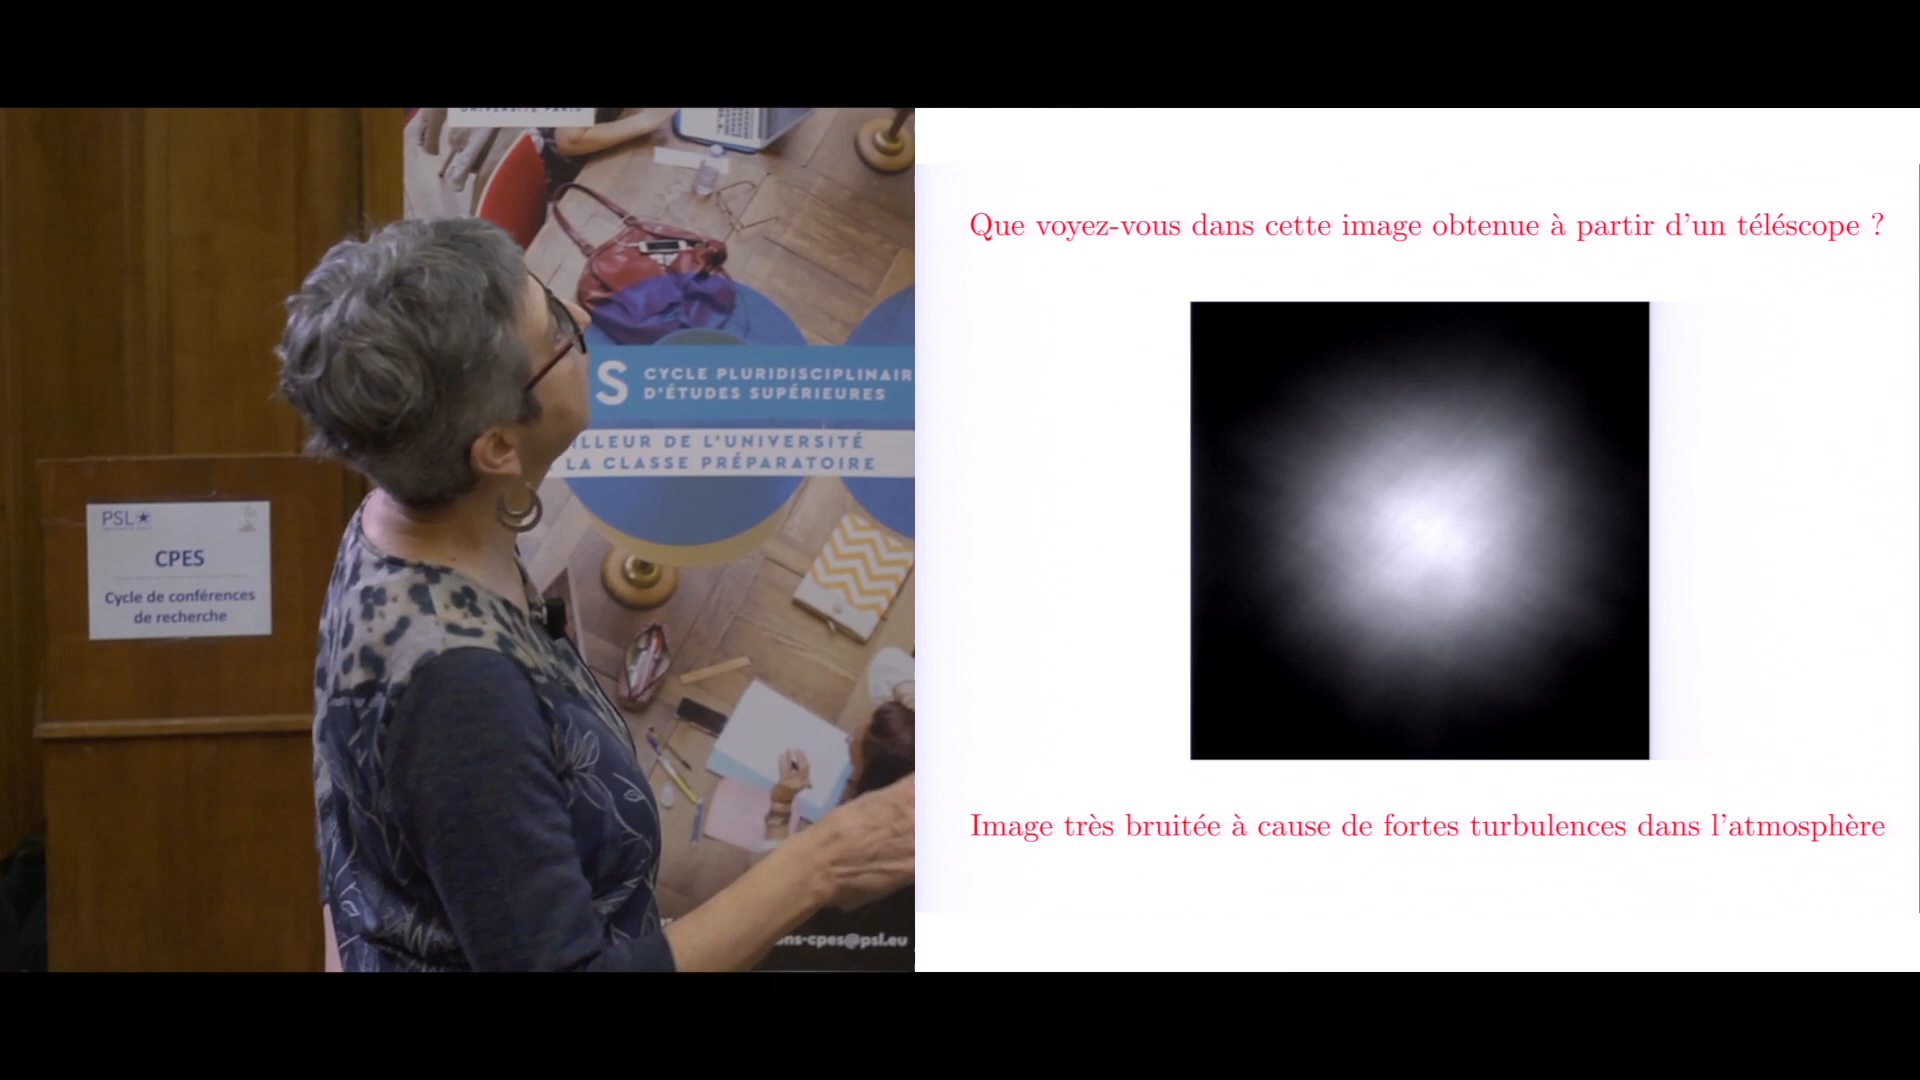 PSL
CPES
Cycle de conférences
de recherche
S
CYCLE PLURIDISCIPLINAIR
D'ÉTUDES SUPÉRIEURES
ILLEUR DE L'UNIVERSITÉ
LA CLASSE PRÉPARATOIRE
ns-cpes@psl.eu
Que voyez-vous dans cette image obtenue à partir d'un téléscope ?
Image très bruitée à cause de fortes turbulences dans l'atmosphère